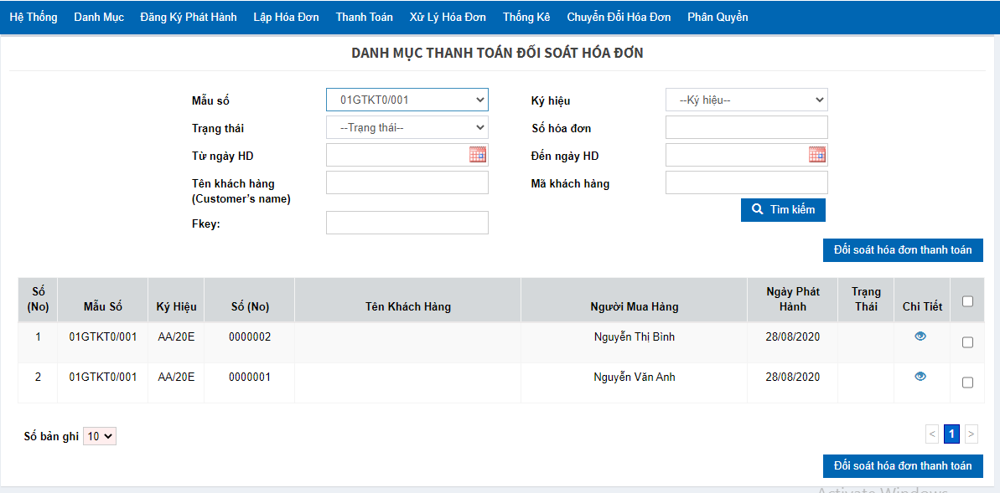 Hệ Thống Danh Mục Đăng Ký Phát Hành Lập Hóa Đơn Thanh Toán Xử Lý Hóa Đơn Thống Kê Chuyển Đổi Hóa Đơn Phân Quyền
DANH MỤC THANH TOÁN ĐỐI SOÁT HÓA ĐƠN
Mẫu số 01GTKT0/001 Ký hiệu --Ký hiệu--
Trạng thái --Trạng thái-- Số hóa đơn
Từ ngày HD Đến ngày HD
Tên khách hàng Mã khách hàng
(Customer's name)
Tìm kiếm
Fkey:
Đối soát hóa đơn thanh toán
Số (No) Mẫu Số Ký Hiệu Số (No) Tên Khách Hàng Người Mua Hàng Ngày Phát Hành Trạng Thái Chi Tiết
1 01GTKT0/001 AA/20E 0000002 Nguyễn Thị Bình 28/08/2020
2 01GTKT0/001 AA/20E 0000001 Nguyễn Văn Anh 28/08/2020
Số bản ghi 10 < 1 >
Đối soát hóa đơn thanh toán
Activate Windows